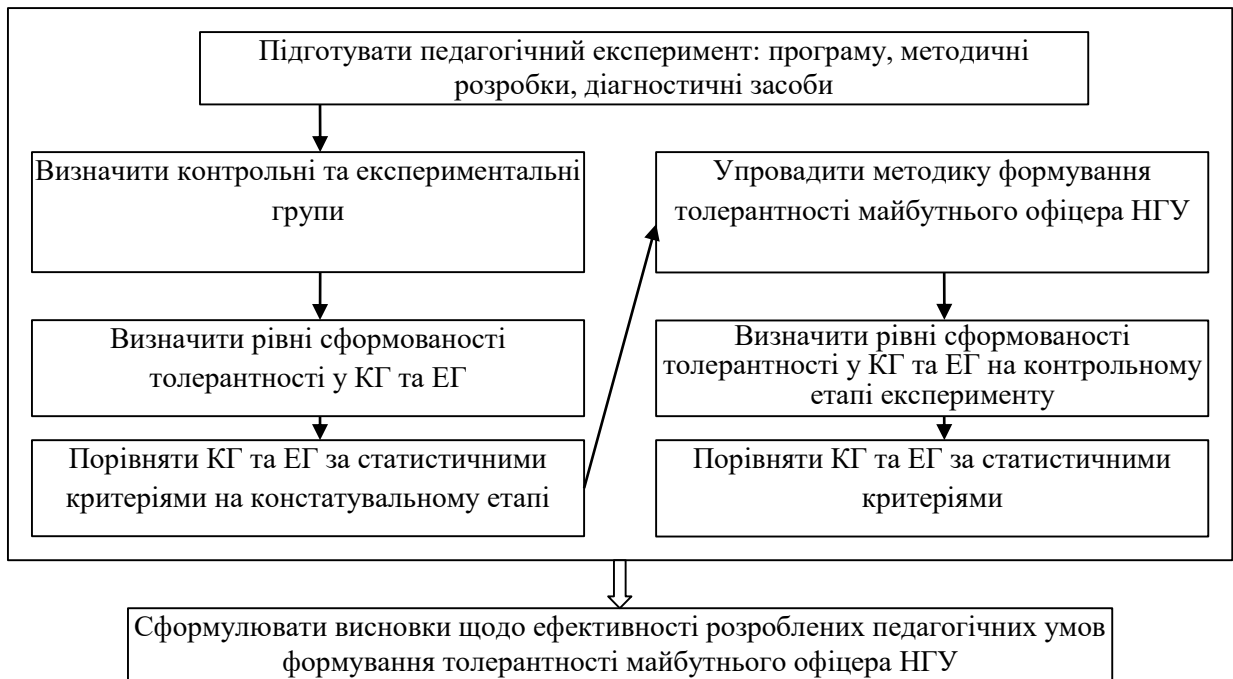 Підготувати педагогічний експеримент: програму, методичні
розробки, діагностичні засоби
Визначити контрольні та експериментальні
групи
Визначити рівні сформованості
толерантності у КГ та ЕГ
Порівняти КГ та ЕГ за статистичними
критеріями на констатувальному етапі
Упровадити методику формування
толерантності майбутнього офіцера НГУ
Визначити рівні сформованості
толерантності у КГ та ЕГ на контрольному
етапі експерименту
Порівняти КГ та ЕГ за статистичними
критеріями
Сформулювати висновки щодо ефективності розроблених педагогічних умов
формування толерантності майбутнього офіцера НГУ